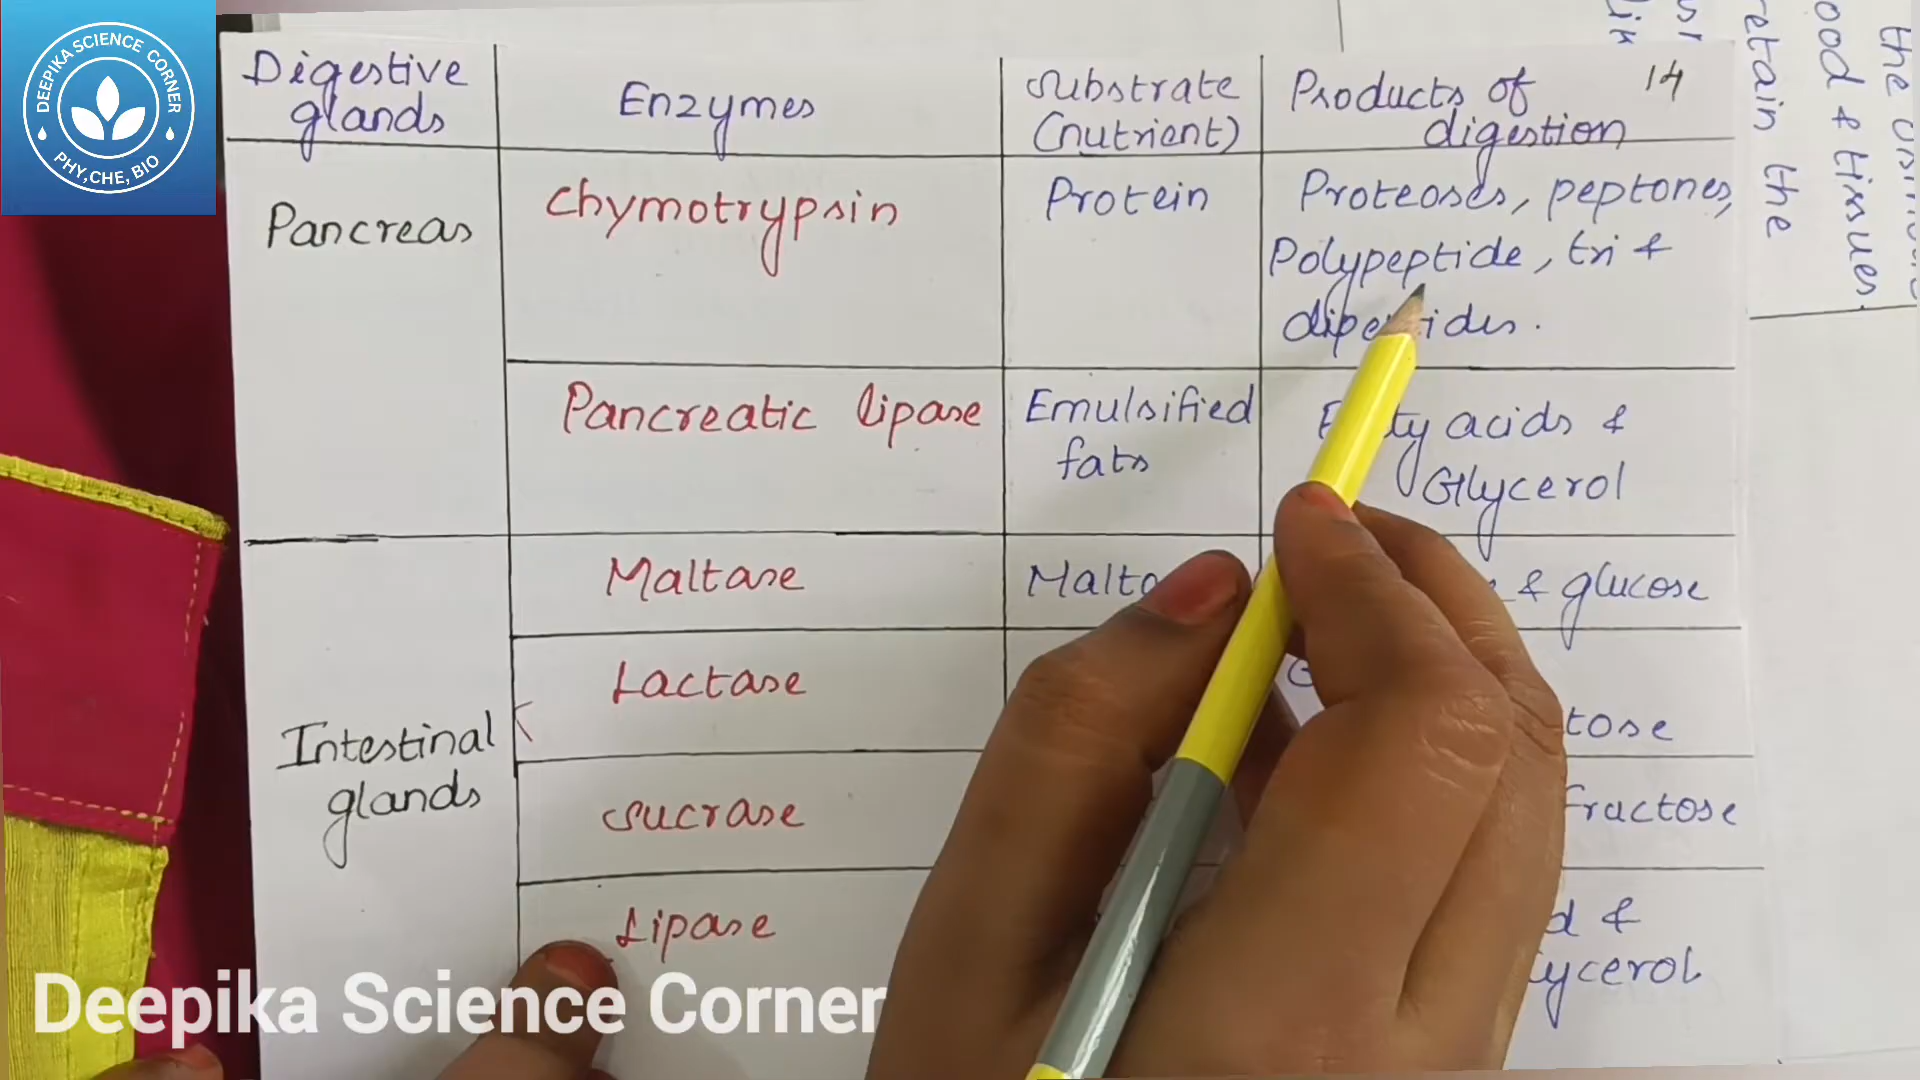 DEEPIKA SCIENCE CORNER
PHY,CHE, BIO
Digestive
glands
Enzymes
Substrate
(nutrient)
Products of
digestion
14
Pancreas
Chymotrypsin
Protein
Proteoses, peptones,
Polypeptide, tri &
Pancreatic lipase
Emulsified
fats
acids &
Glycerol
Intestinal
glands
Maltase
& glucose
Lactase
Sucrase
fructose
Lipase
&
retain the
ood & tissues.
the
Deepika Science Corner